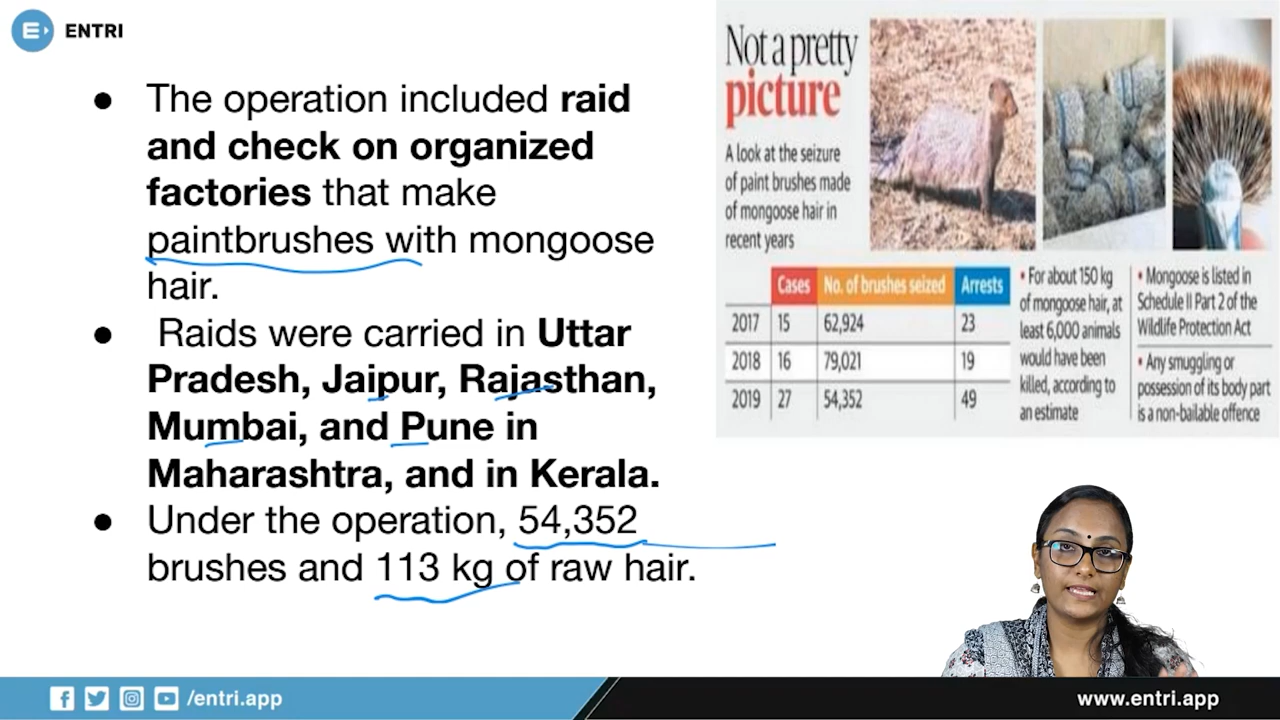 ENTRI
● The operation included raid
and check on organized
factories that make
paintbrushes with mongoose
hair.
● Raids were carried in Uttar
Pradesh, Jaipur, Rajasthan,
Mumbai, and Pune in
Maharashtra, and in Kerala.
● Under the operation, 54,352
brushes and 113 kg of raw hair.
Not a pretty
picture
A look at the seizure
of paint brushes made
of mongoose hair in
recent years
Cases No. of brushes seized Arrests
2017 15 62,924 23
2018 16 79,021 19
2019 27 54,352 49
• For about 150 kg
of mongoose hair, at
least 6,000 animals
would have been
killed, according to
an estimate
• Mongoose is listed in
Schedule II Part 2 of the
Wildlife Protection Act
• Any smuggling or
possession of its body part
is a non-bailable offence
/entri.app
www.entri.app